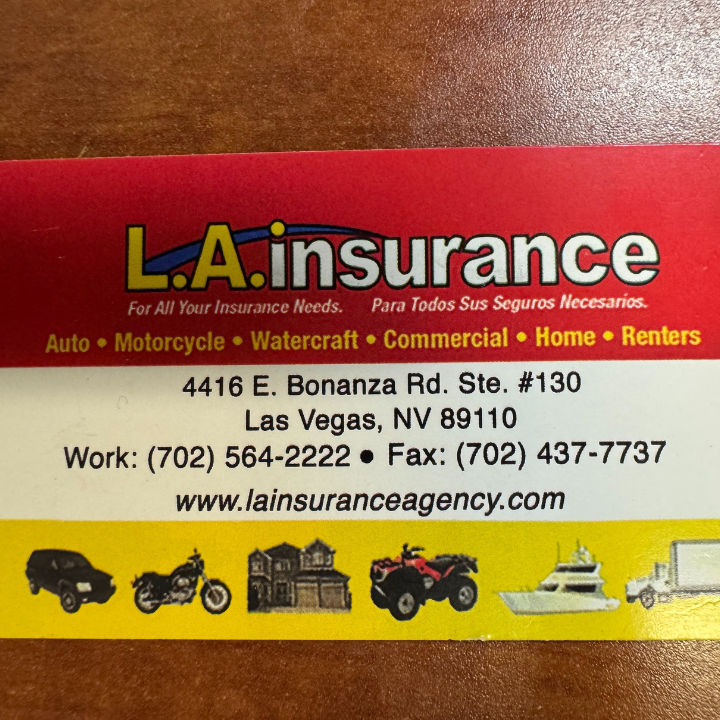 L.A.insurance
For All Your Insurance Needs. Para Todos Sus Seguros Necesarios.
Auto • Motorcycle • Watercraft • Commercial • Home • Renters
4416 E. Bonanza Rd. Ste. #130
Las Vegas, NV 89110
Work: (702) 564-2222 • Fax: (702) 437-7737
www.lainsuranceagency.com